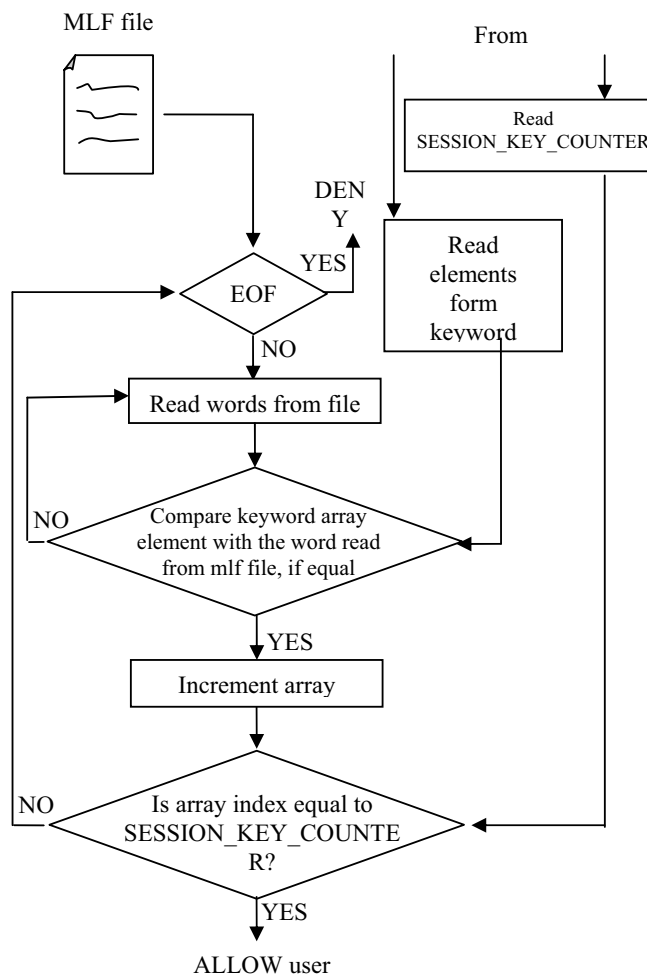 MLF file
From
Read
SESSION_KEY_COUNTER
DEN
Y
YES
Read
elements
form
keyword
EOF
NO
Read words from file
NO
Compare keyword array
element with the word read
from mlf file, if equal
YES
Increment array
NO
Is array index equal to
SESSION_KEY_COUNTE
R?
YES
ALLOW user